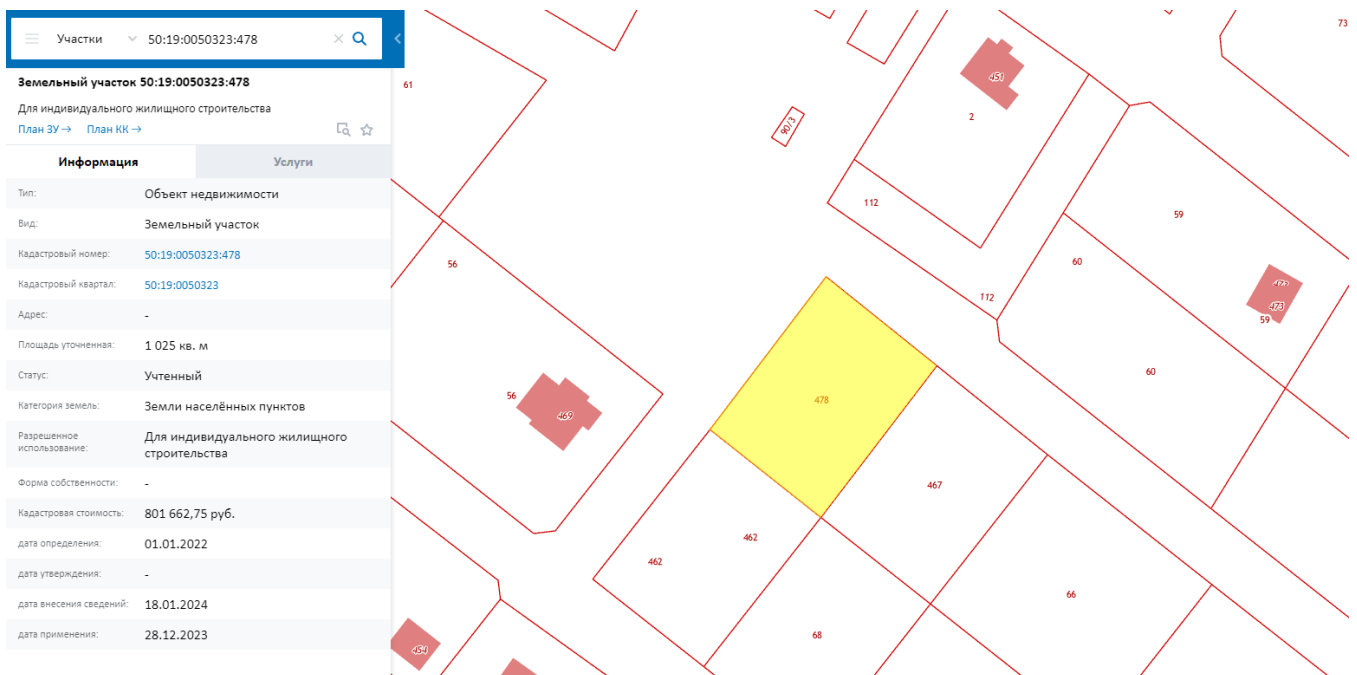 Участки 50:19:0050323:478
Земельный участок 50:19:0050323:478
Для индивидуального жилищного строительства
План ЗУ → План КК →
Информация Услуги
Тип: Объект недвижимости
Вид: Земельный участок
Кадастровый номер: 50:19:0050323:478
Кадастровый квартал: 50:19:0050323
Адрес: -
Площадь уточненная: 1 025 кв. м
Статус: Учтенный
Категория земель: Земли населённых пунктов
Разрешенное использование: Для индивидуального жилищного
строительства
Форма собственности: -
Кадастровая стоимость: 801 662,75 руб.
дата определения: 01.01.2022
дата утверждения: -
дата внесения сведений: 18.01.2024
дата применения: 28.12.2023
73
61
451
2
90/3
112
59
56
60
112
473
473
59
60
56
469
478
467
462
462
66
68
454